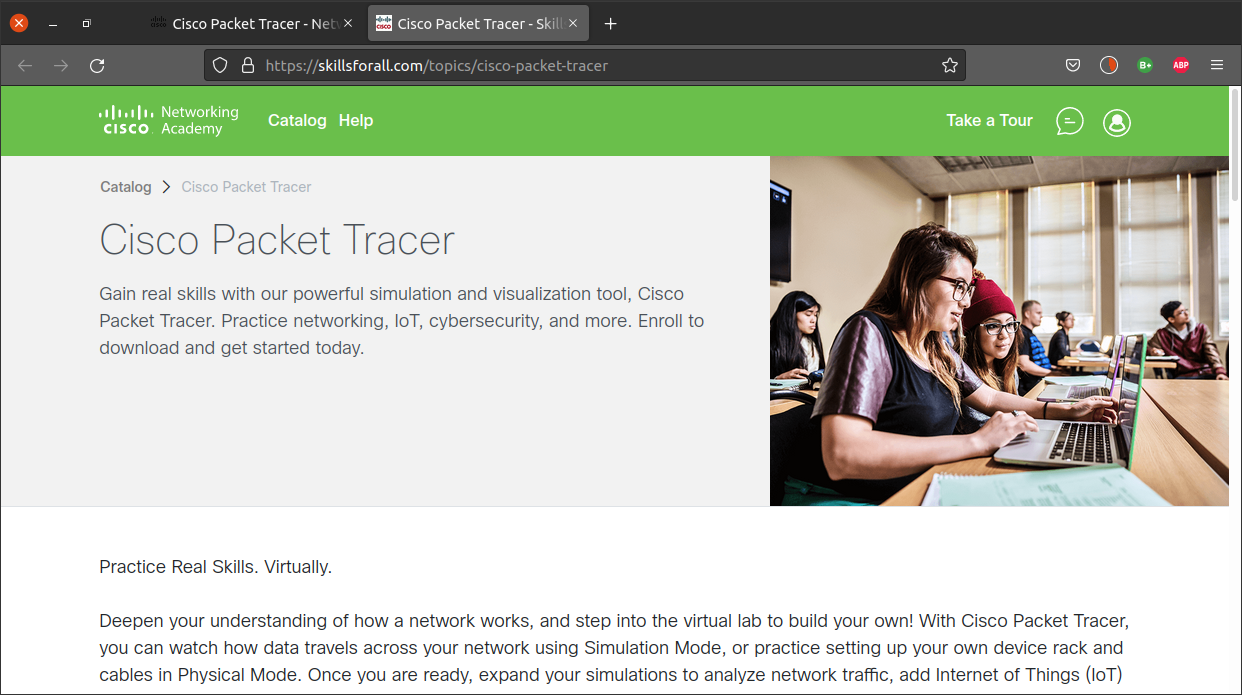 Cisco Packet Tracer - Net
Cisco Packet Tracer - Skill
https://skillsforall.com/topics/cisco-packet-tracer
B+
ABP
CISCO
Networking
Academy
Catalog
Help
Take a Tour
Catalog
Cisco Packet Tracer
Cisco Packet Tracer
Gain real skills with our powerful simulation and visualization tool, Cisco
Packet Tracer. Practice networking, IoT, cybersecurity, and more. Enroll to
download and get started today.
Practice Real Skills. Virtually.
Deepen your understanding of how a network works, and step into the virtual lab to build your own! With Cisco Packet Tracer,
you can watch how data travels across your network using Simulation Mode, or practice setting up your own device rack and
cables in Physical Mode. Once you are ready, expand your simulations to analyze network traffic, add Internet of Things (IoT)